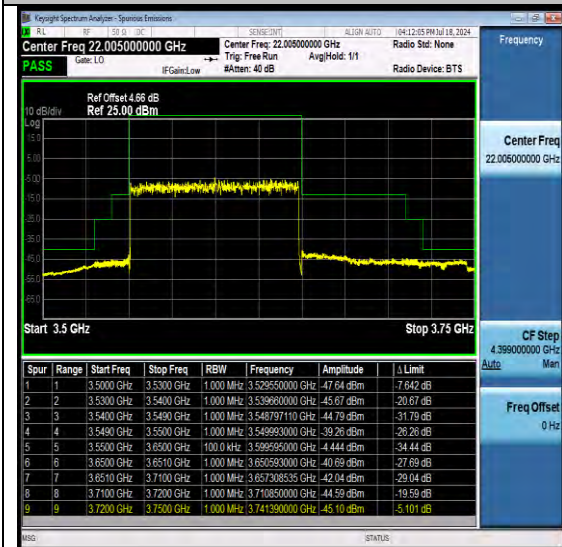 Keysight Spectrum Analyzer - Spurious Emissions
RL RF 50 Ω DC SENSE:INT ALIGN AUTO 04:12:05 PM Jul 18, 2024
Center Freq 22.005000000 GHz
Center Freq: 22.005000000 GHz
Radio Std: None
Frequency
PASS
Gate: LO
Trig: Free Run
Avg|Hold: 1/1
IFGain:Low
#Atten: 40 dB
Radio Device: BTS
Ref Offset 4.66 dB
10 dB/div Ref 25.00 dBm
Log
15.0
5.00
-5.00
-15.0
-25.0
-35.0
-45.0
-55.0
-65.0
Center Freq
22.005000000 GHz
Start 3.5 GHz Stop 3.75 GHz
CF Step
4.399000000 GHz
Auto Man
Freq Offset
0 Hz
Spur Range Start Freq Stop Freq RBW Frequency Amplitude Δ Limit
1 1 3.5000 GHz 3.5300 GHz 1.000 MHz 3.529550000 GHz -47.64 dBm -7.642 dB
2 2 3.5300 GHz 3.5400 GHz 1.000 MHz 3.539660000 GHz -45.67 dBm -20.67 dB
3 3 3.5400 GHz 3.5490 GHz 1.000 MHz 3.548797110 GHz -44.79 dBm -31.79 dB
4 4 3.5490 GHz 3.5500 GHz 1.000 MHz 3.549993000 GHz -39.26 dBm -26.26 dB
5 5 3.5500 GHz 3.6500 GHz 100.0 kHz 3.599595000 GHz -4.444 dBm -34.44 dB
6 6 3.6500 GHz 3.6510 GHz 1.000 MHz 3.650593000 GHz -40.69 dBm -27.69 dB
7 7 3.6510 GHz 3.7100 GHz 1.000 MHz 3.657308535 GHz -42.04 dBm -29.04 dB
8 8 3.7100 GHz 3.7200 GHz 1.000 MHz 3.710850000 GHz -44.59 dBm -19.59 dB
9 9 3.7200 GHz 3.7500 GHz 1.000 MHz 3.741390000 GHz -45.10 dBm -5.101 dB
MSG STATUS